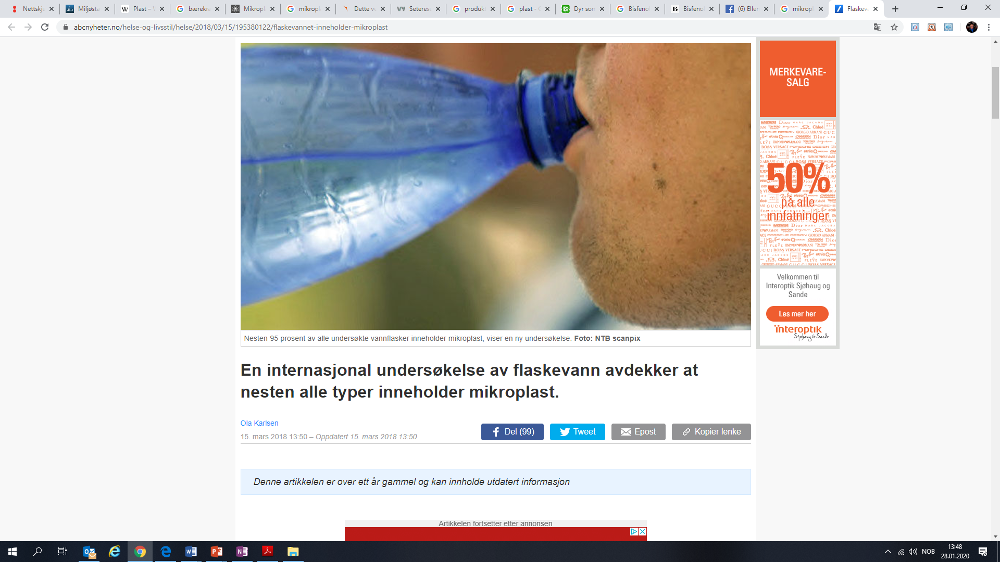 Nettskje
Miljøsta
Plast –
bærekra
Mikropl
mikropl
Dette ve
Seterese
produkt
plast - G
Dyr som
Bisfenol
Bisfenol
(6) Eller
mikropl
Flaskeva
abcnyheter.no/helse-og-livsstil/helse/2018/03/15/195380122/flaskevannet-inneholder-mikroplast
MERKEVARE-
SALG
50%
på alle
innfatninger
Velkommen til
Interoptik Sjøhaug og
Sande
Les mer her
interoptik
Sjøhaug & Sande
Nesten 95 prosent av alle undersøkte vannflasker inneholder mikroplast, viser en ny undersøkelse. Foto: NTB scanpix
En internasjonal undersøkelse av flaskevann avdekker at
nesten alle typer inneholder mikroplast.
Ola Karlsen
15. mars 2018 13:50 – Oppdatert 15. mars 2018 13:50
Del (99)
Tweet
Epost
Kopier lenke
Denne artikkelen er over ett år gammel og kan innholde utdatert informasjon
Artikkelen fortsetter etter annonsen
NOB
13:48
28.01.2020